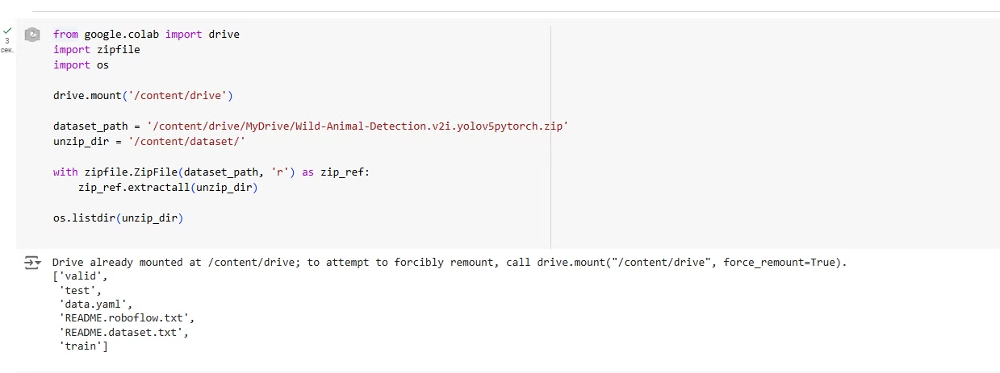 3
сек.
from google.colab import drive
import zipfile
import os
drive.mount('/content/drive')
dataset_path = '/content/drive/MyDrive/Wild-Animal-Detection.v2i.yolov5pytorch.zip'
unzip_dir = '/content/dataset/'
with zipfile.ZipFile(dataset_path, 'r') as zip_ref:
    zip_ref.extractall(unzip_dir)
os.listdir(unzip_dir)
Drive already mounted at /content/drive; to attempt to forcibly remount, call drive.mount("/content/drive", force_remount=True).
['valid',
 'test',
 'data.yaml',
 'README.roboflow.txt',
 'README.dataset.txt',
 'train']